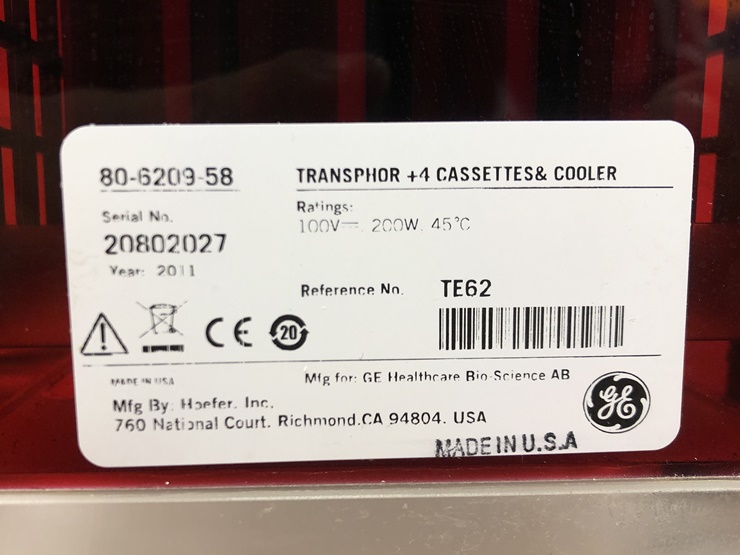 80-6209-58
TRANSPHOR +4 CASSETTES& COOLER
Serial No.
20802027
Year: 2011
Ratings:
100V⎓, 200W, 45°C
Reference No. TE62
CE 20
MADE IN USA
Mfg for: GE Healthcare Bio-Science AB
GE
Mfg By: Hoefer, Inc.
760 National Court, Richmond,CA 94804, USA
MADE IN U.S.A